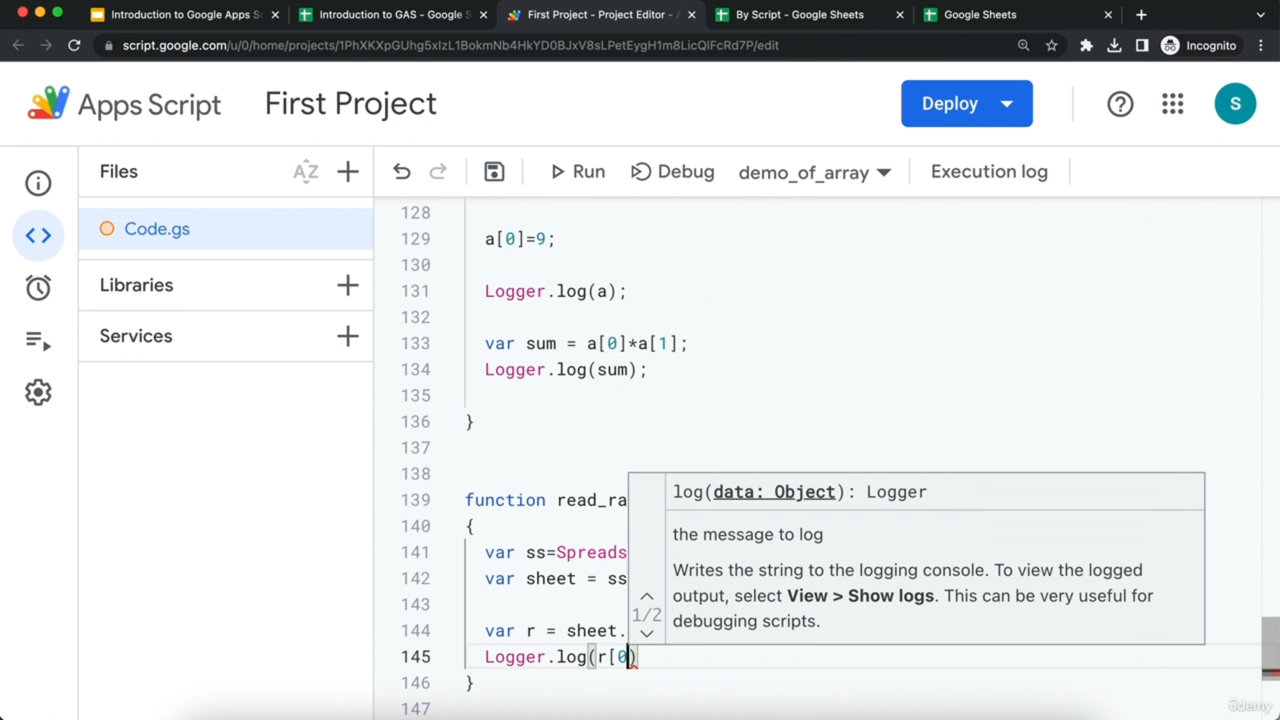 Introduction to Google Apps Sc
Introduction to GAS - Google S
First Project - Project Editor - A
By Script - Google Sheets
Google Sheets
script.google.com/u/0/home/projects/1PhXKXpGUhg5xIzL1BokmNb4HkYD0BJxV8sLPetEygH1m8LicQlFcRd7P/edit
Incognito
Apps Script
First Project
Deploy
S
Files
AZ
Run
Debug
demo_of_array
Execution log
Code.gs
Libraries
Services
128
129 a[0]=9;
130
131 Logger.log(a);
132
133 var sum = a[0]*a[1];
134 Logger.log(sum);
135
136 }
137
138
139 function read_ra
140 {
141 var ss=Spreads
142 var sheet = ss
143
144 var r = sheet.
145 Logger.log(r[0)
146 }
147
log(data: Object): Logger
the message to log
Writes the string to the logging console. To view the logged
output, select View > Show logs. This can be very useful for
debugging scripts.
1/2
ûdemy